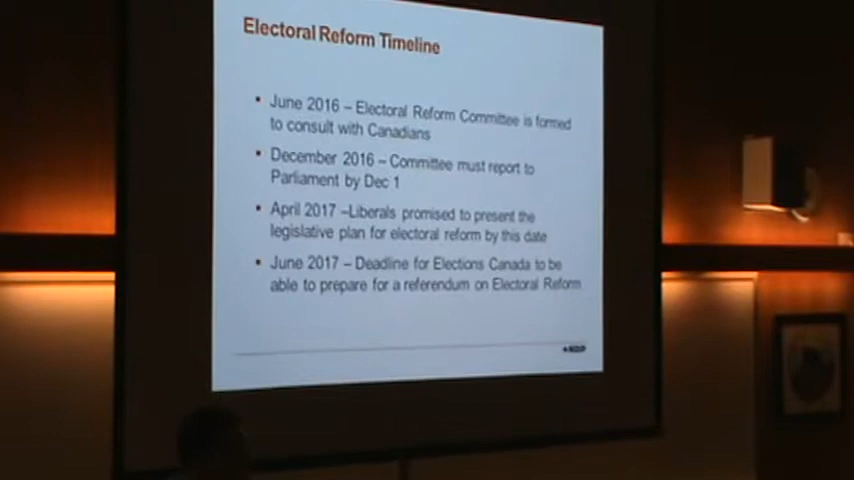 Electoral Reform Timeline
▪ June 2016 – Electoral Reform Committee is formed
to consult with Canadians
▪ December 2016 – Committee must report to
Parliament by Dec 1
▪ April 2017 –Liberals promised to present the
legislative plan for electoral reform by this date
▪ June 2017 – Deadline for Elections Canada to be
able to prepare for a referendum on Electoral Reform
NDP